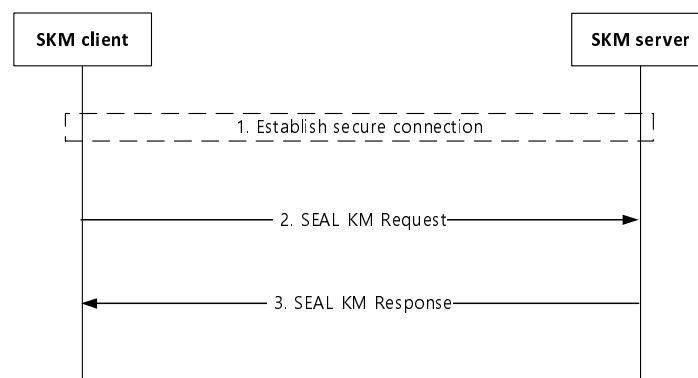 SKM client
SKM server
1. Establish secure connection
2. SEAL KM Request
3. SEAL KM Response